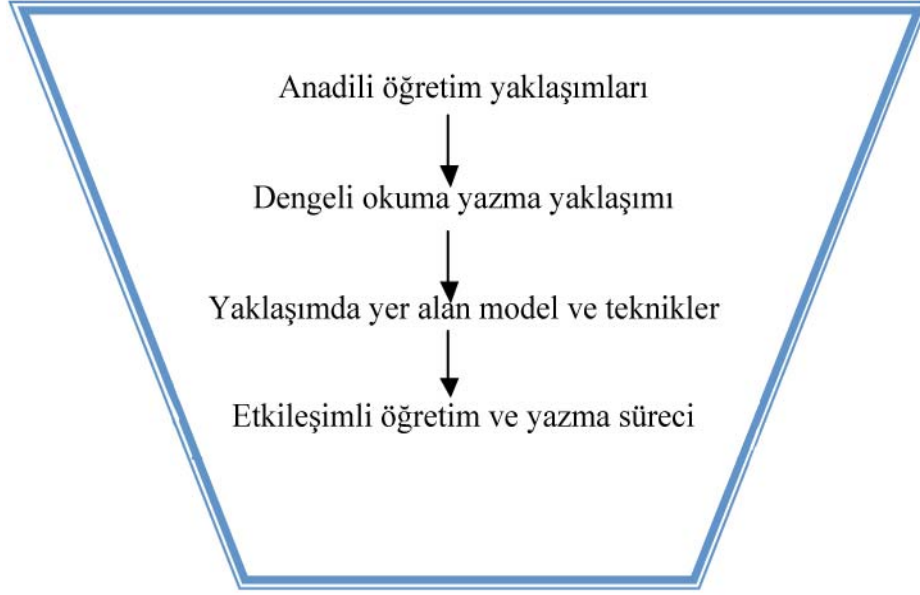 Anadili öğretim yaklaşımları
Dengeli okuma yazma yaklaşımı
Yaklaşımda yer alan model ve teknikler
Etkileşimli öğretim ve yazma süreci